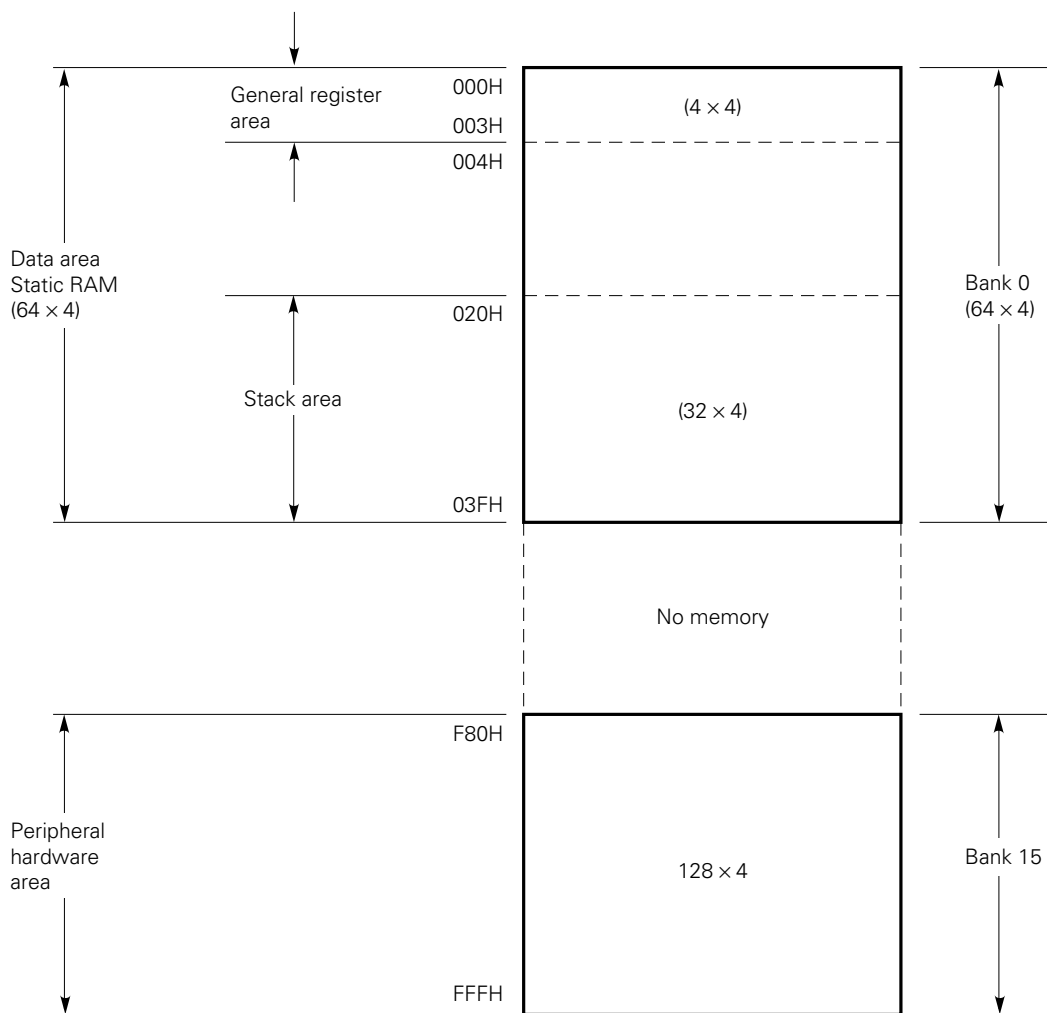 General register
area
000H
003H
(4 × 4)
004H
Data area
Static RAM
(64 × 4)
020H
Bank 0
(64 × 4)
Stack area
(32 × 4)
03FH
No memory
F80H
Peripheral
hardware
area
128 × 4
Bank 15
FFFH